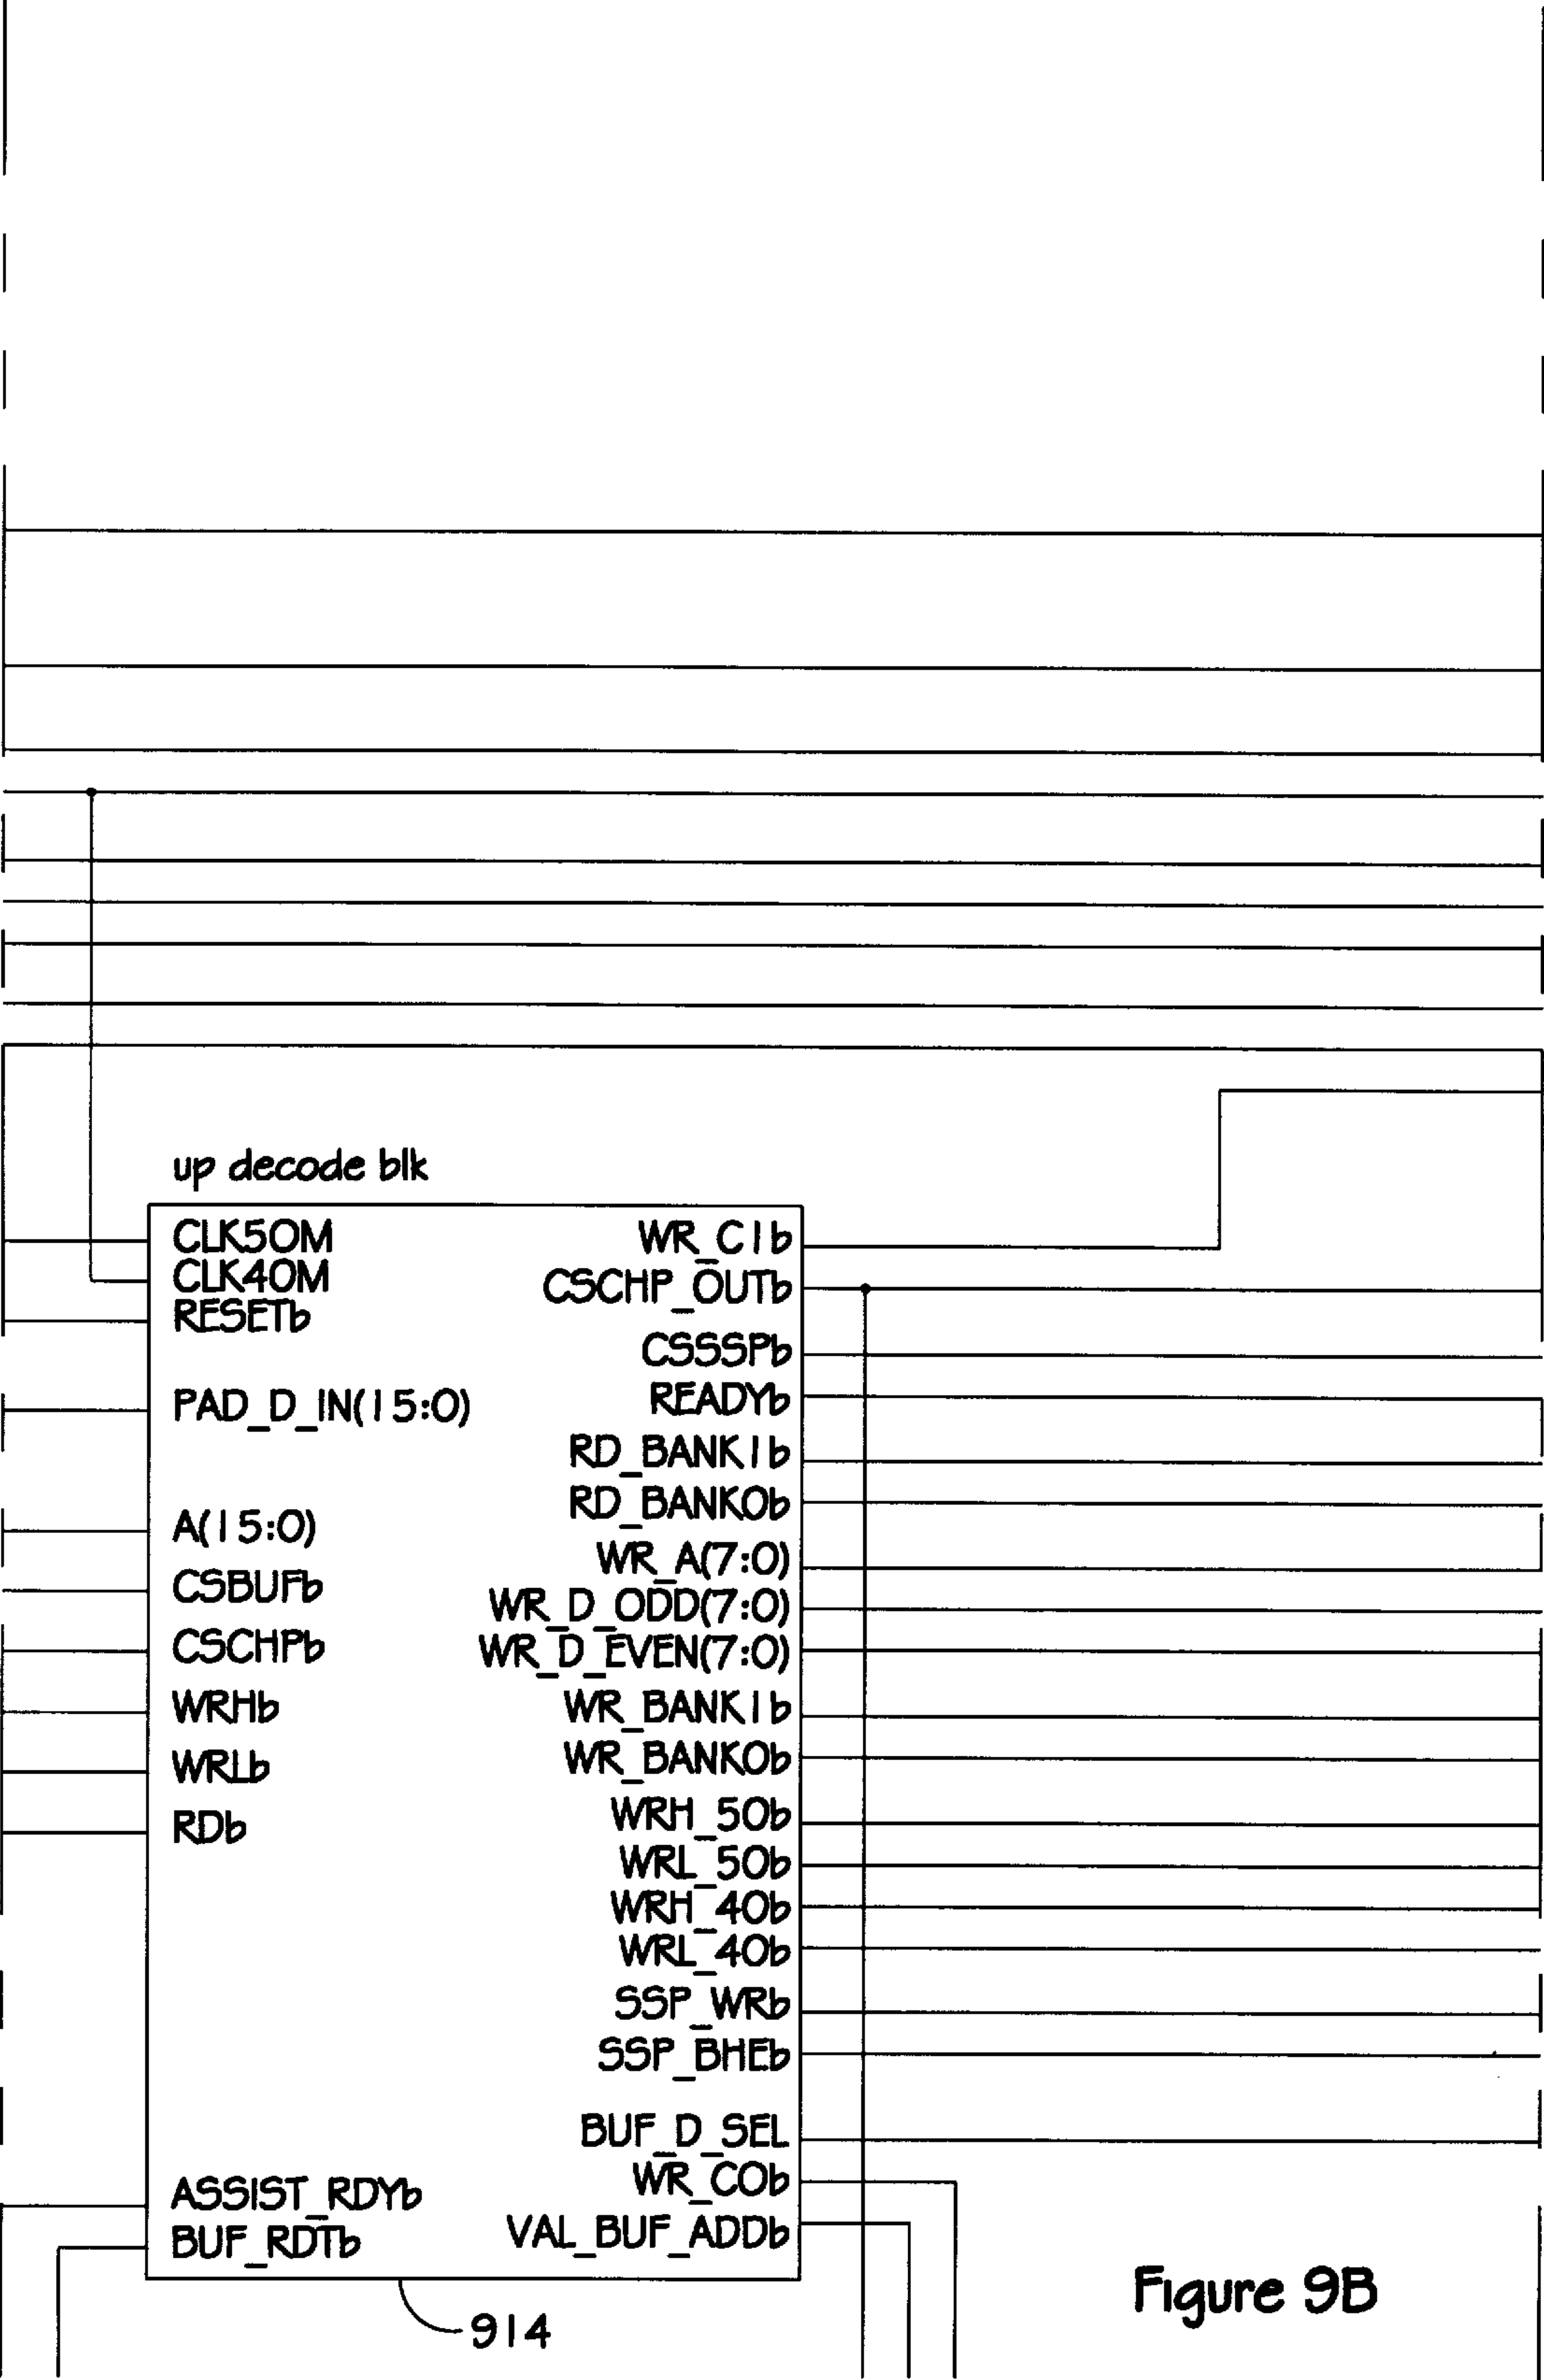 up decode blk
CLK50M
CLK40M
RESETb
PAD_D_IN(15:0)
A(15:0)
CSBUFb
CSCHPb
WRHb
WRLb
RDb
ASSIST_RDYb
BUF_RDTb
WR_C1b
CSCHP_OUTb
CSSSPb
READYb
RD_BANK1b
RD_BANK0b
WR_A(7:0)
WR_D_ODD(7:0)
WR_D_EVEN(7:0)
WR_BANK1b
WR_BANK0b
WRH_50b
WRL_50b
WRH_40b
WRL_40b
SSP_WRb
SSP_BHEb
BUF_D_SEL
WR_C0b
VAL_BUF_ADDb
914
Figure 9B